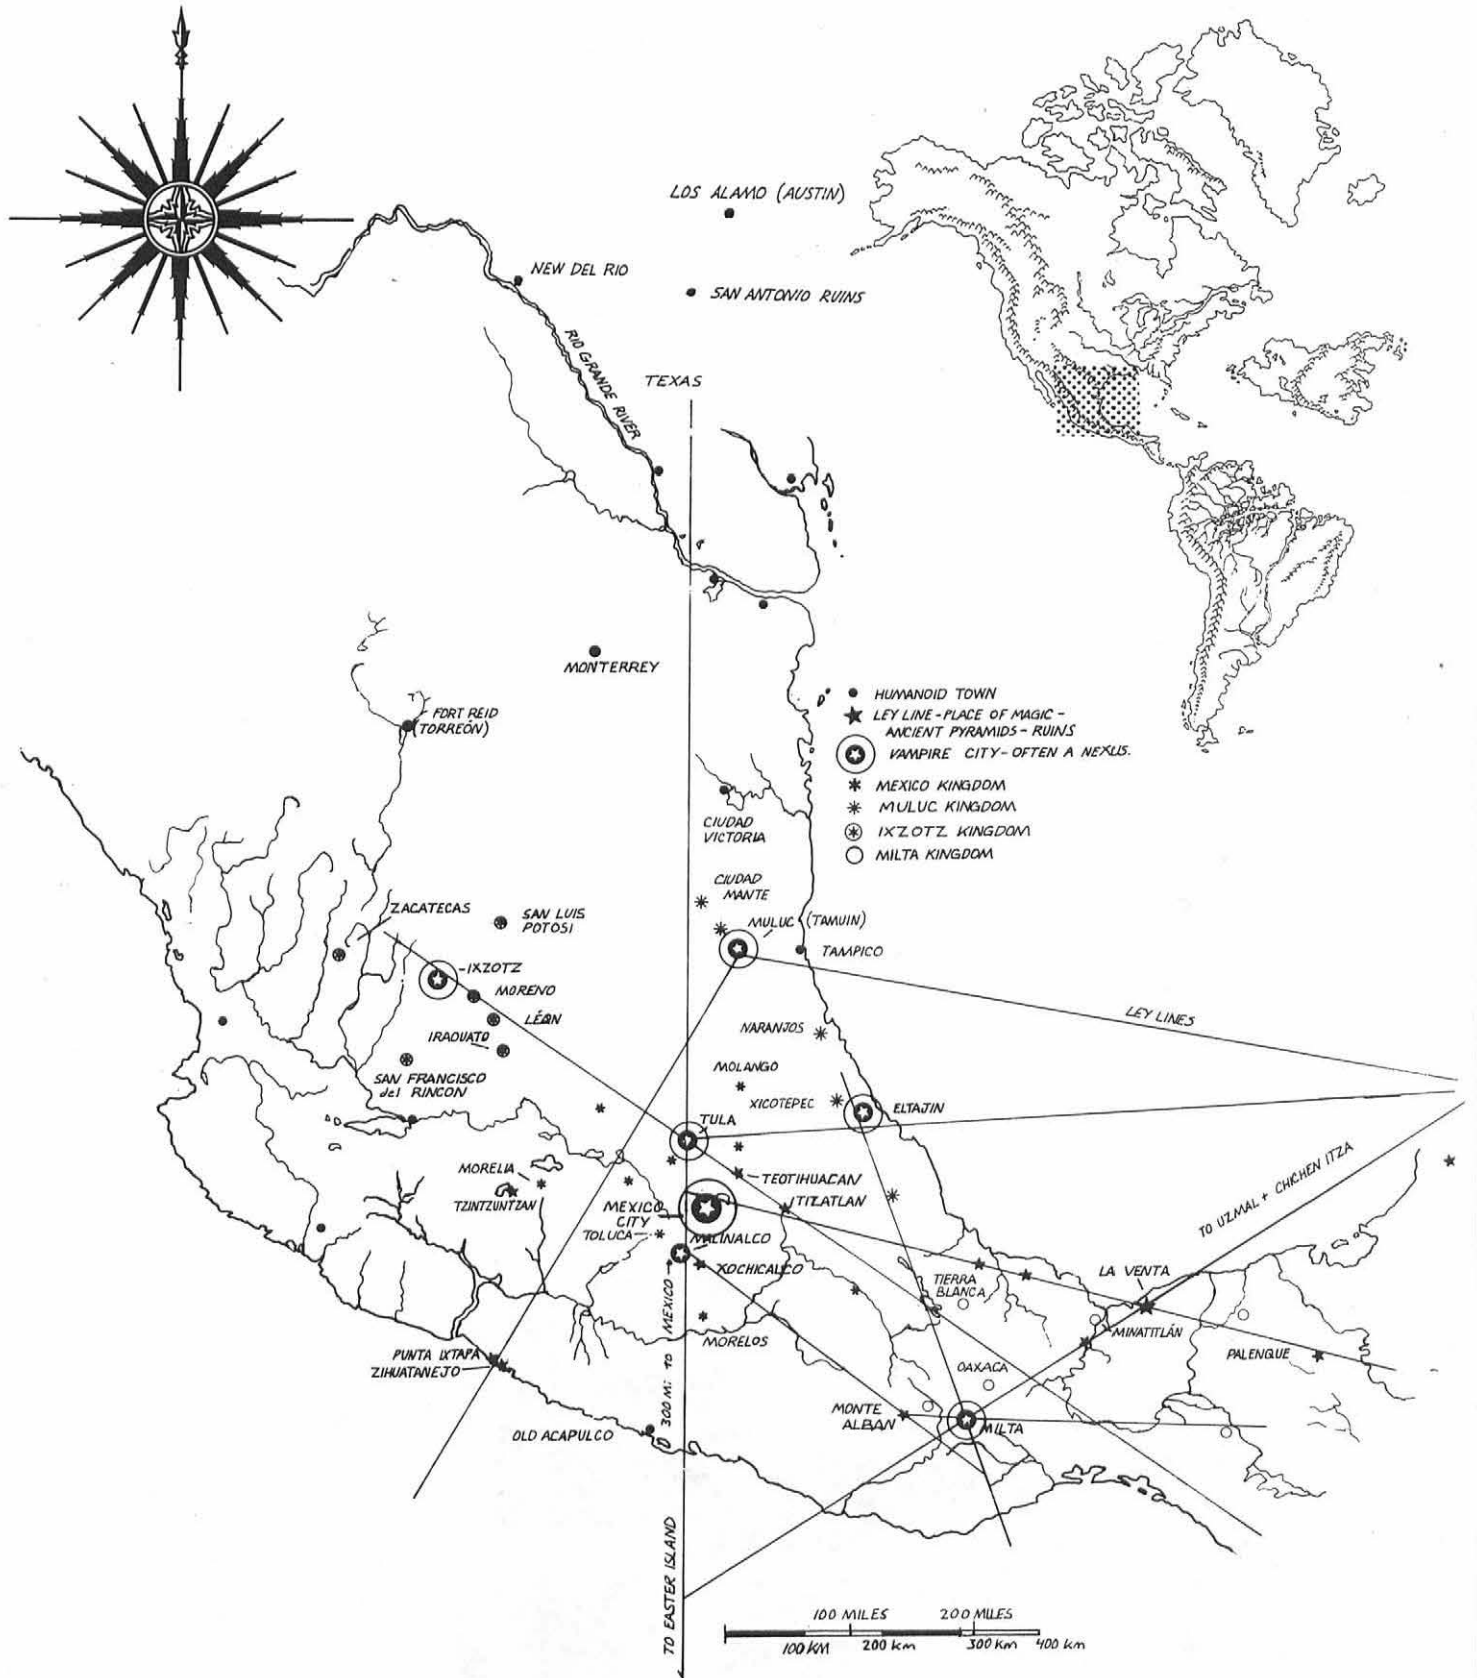 LOS ALAMO (AUSTIN)
NEW DEL RIO
SAN ANTONIO RUINS
RIO GRANDE RIVER
TEXAS
MONTERREY
FORT REID
(TORREÓN)
HUMANOID TOWN
LEY LINE-PLACE OF MAGIC-
ANCIENT PYRAMIDS-RUINS
VAMPIRE CITY-OFTEN A NEXUS.
MEXICO KINGDOM
MULUC KINGDOM
IXZOTZ KINGDOM
MILTA KINGDOM
CIUDAD
VICTORIA
CIUDAD
MANTE
ZACATECAS
SAN LUIS
POTOSI
MULUC (TAMUIN)
TAMPICO
-IXZOTZ
MORENO
LÉON
IRAOUATO
SAN FRANCISCO
del RINCON
NARANJOS
LEY LINES
MOLANGO
XICOTEPEC
ELTAJIN
TULA
MORELIA
TZINTZUNTZAN
TEOTIHUACAN
ITIZATLAN
MEXICO
CITY
TOLUCA
MALINALCO
XOCHICALCO
TO UZMAL + CHICHEN ITZA
TIERRA
BLANCA
LA VENTA
MINATITLÁN
MORELOS
PALENQUE
PUNTA IXTAPA
ZIHUATANEJO
OAXACA
MONTE
ALBAN
MILTA
OLD ACAPULCO
300 Mi TO MEXICO
TO EASTER ISLAND
100 MILES
200 MILES
100 KM
200 Km
300 Km
400 Km